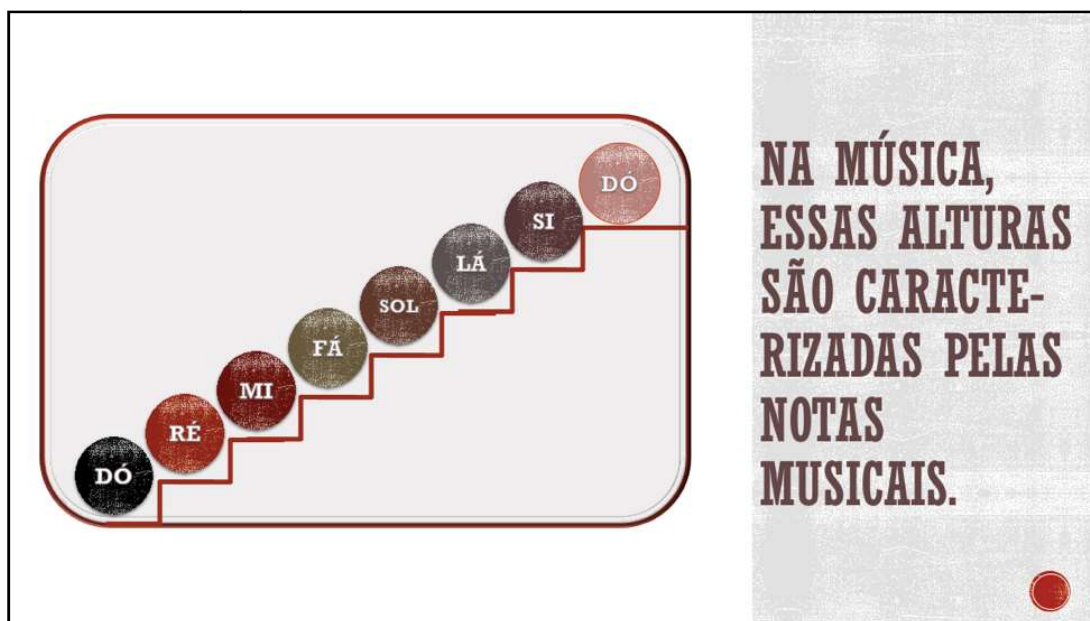 DÓ
RÉ
MI
FÁ
SOL
LÁ
SI
DÓ
NA MÚSICA,
ESSAS ALTURAS
SÃO CARACTE-
RIZADAS PELAS
NOTAS
MUSICAIS.